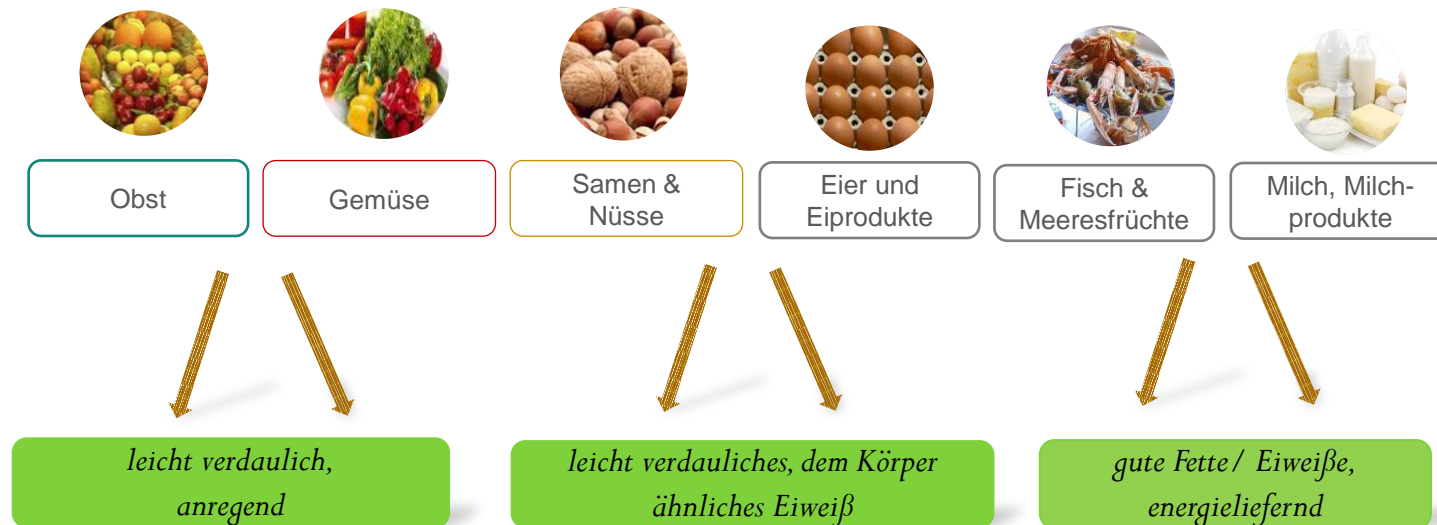 Obst
Gemüse
Samen &
Nüsse
Eier und
Eiprodukte
Fisch &
Meeresfrüchte
Milch, Milch-
produkte
leicht verdaulich,
anregend
leicht verdauliches, dem Körper
ähnliches Eiweiß
gute Fette/ Eiweiße,
energieliefernd